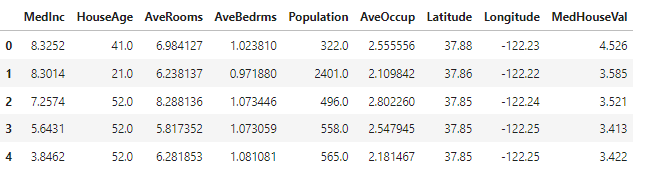 MedInc HouseAge AveRooms AveBedrms Population AveOccup Latitude Longitude MedHouseVal
0 8.3252 41.0 6.984127 1.023810 322.0 2.555556 37.88 -122.23 4.526
1 8.3014 21.0 6.238137 0.971880 2401.0 2.109842 37.86 -122.22 3.585
2 7.2574 52.0 8.288136 1.073446 496.0 2.802260 37.85 -122.24 3.521
3 5.6431 52.0 5.817352 1.073059 558.0 2.547945 37.85 -122.25 3.413
4 3.8462 52.0 6.281853 1.081081 565.0 2.181467 37.85 -122.25 3.422